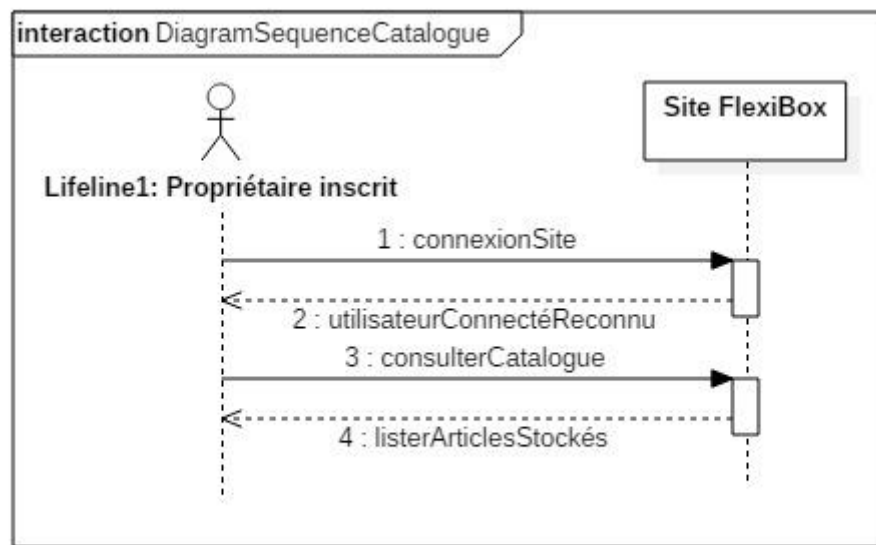 interaction DiagramSequenceCatalogue
Site FlexiBox
Lifeline1: Propriétaire inscrit
1 : connexionSite
2 : utilisateurConnectéReconnu
3 : consulterCatalogue
4 : listerArticlesStockés